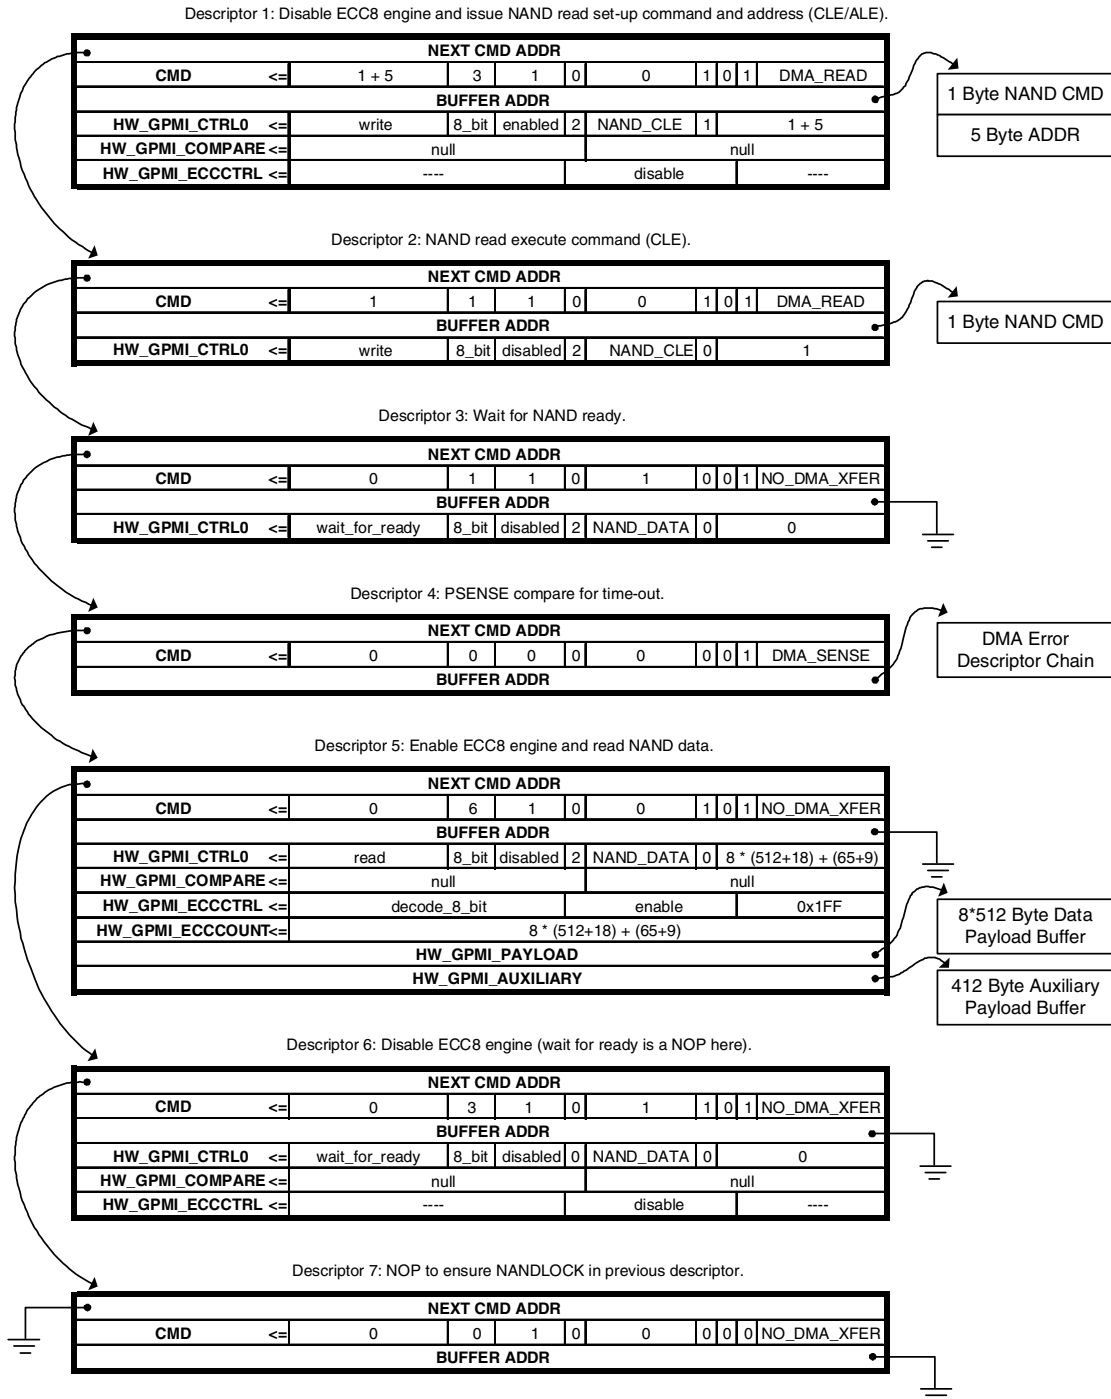 Descriptor 1: Disable ECC8 engine and issue NAND read set-up command and address (CLE/ALE).
NEXT CMD ADDR
CMD <= 1 + 5 3 1 0 0 1 0 1 DMA_READ
BUFFER ADDR
HW_GPMI_CTRL0 <= write 8_bit enabled 2 NAND_CLE 1 1 + 5
HW_GPMI_COMPARE <= null null
HW_GPMI_ECCCTRL <= ---- disable ----
1 Byte NAND CMD
5 Byte ADDR
Descriptor 2: NAND read execute command (CLE).
NEXT CMD ADDR
CMD <= 1 1 1 0 0 1 0 1 DMA_READ
BUFFER ADDR
HW_GPMI_CTRL0 <= write 8_bit disabled 2 NAND_CLE 0 1
1 Byte NAND CMD
Descriptor 3: Wait for NAND ready.
NEXT CMD ADDR
CMD <= 0 1 1 0 1 0 0 1 NO_DMA_XFER
BUFFER ADDR
HW_GPMI_CTRL0 <= wait_for_ready 8_bit disabled 2 NAND_DATA 0 0
Descriptor 4: PSENSE compare for time-out.
NEXT CMD ADDR
CMD <= 0 0 0 0 0 0 0 1 DMA_SENSE
BUFFER ADDR
DMA Error
Descriptor Chain
Descriptor 5: Enable ECC8 engine and read NAND data.
NEXT CMD ADDR
CMD <= 0 6 1 0 0 1 0 1 NO_DMA_XFER
BUFFER ADDR
HW_GPMI_CTRL0 <= read 8_bit disabled 2 NAND_DATA 0 8 * (512+18) + (65+9)
HW_GPMI_COMPARE <= null null
HW_GPMI_ECCCTRL <= decode_8_bit enable 0x1FF
HW_GPMI_ECCCOUNT<= 8 * (512+18) + (65+9)
HW_GPMI_PAYLOAD
HW_GPMI_AUXILIARY
8*512 Byte Data
Payload Buffer
412 Byte Auxiliary
Payload Buffer
Descriptor 6: Disable ECC8 engine (wait for ready is a NOP here).
NEXT CMD ADDR
CMD <= 0 3 1 0 1 1 0 1 NO_DMA_XFER
BUFFER ADDR
HW_GPMI_CTRL0 <= wait_for_ready 8_bit disabled 0 NAND_DATA 0 0
HW_GPMI_COMPARE <= null null
HW_GPMI_ECCCTRL <= ---- disable ----
Descriptor 7: NOP to ensure NANDLOCK in previous descriptor.
NEXT CMD ADDR
CMD <= 0 0 1 0 0 0 0 0 NO_DMA_XFER
BUFFER ADDR